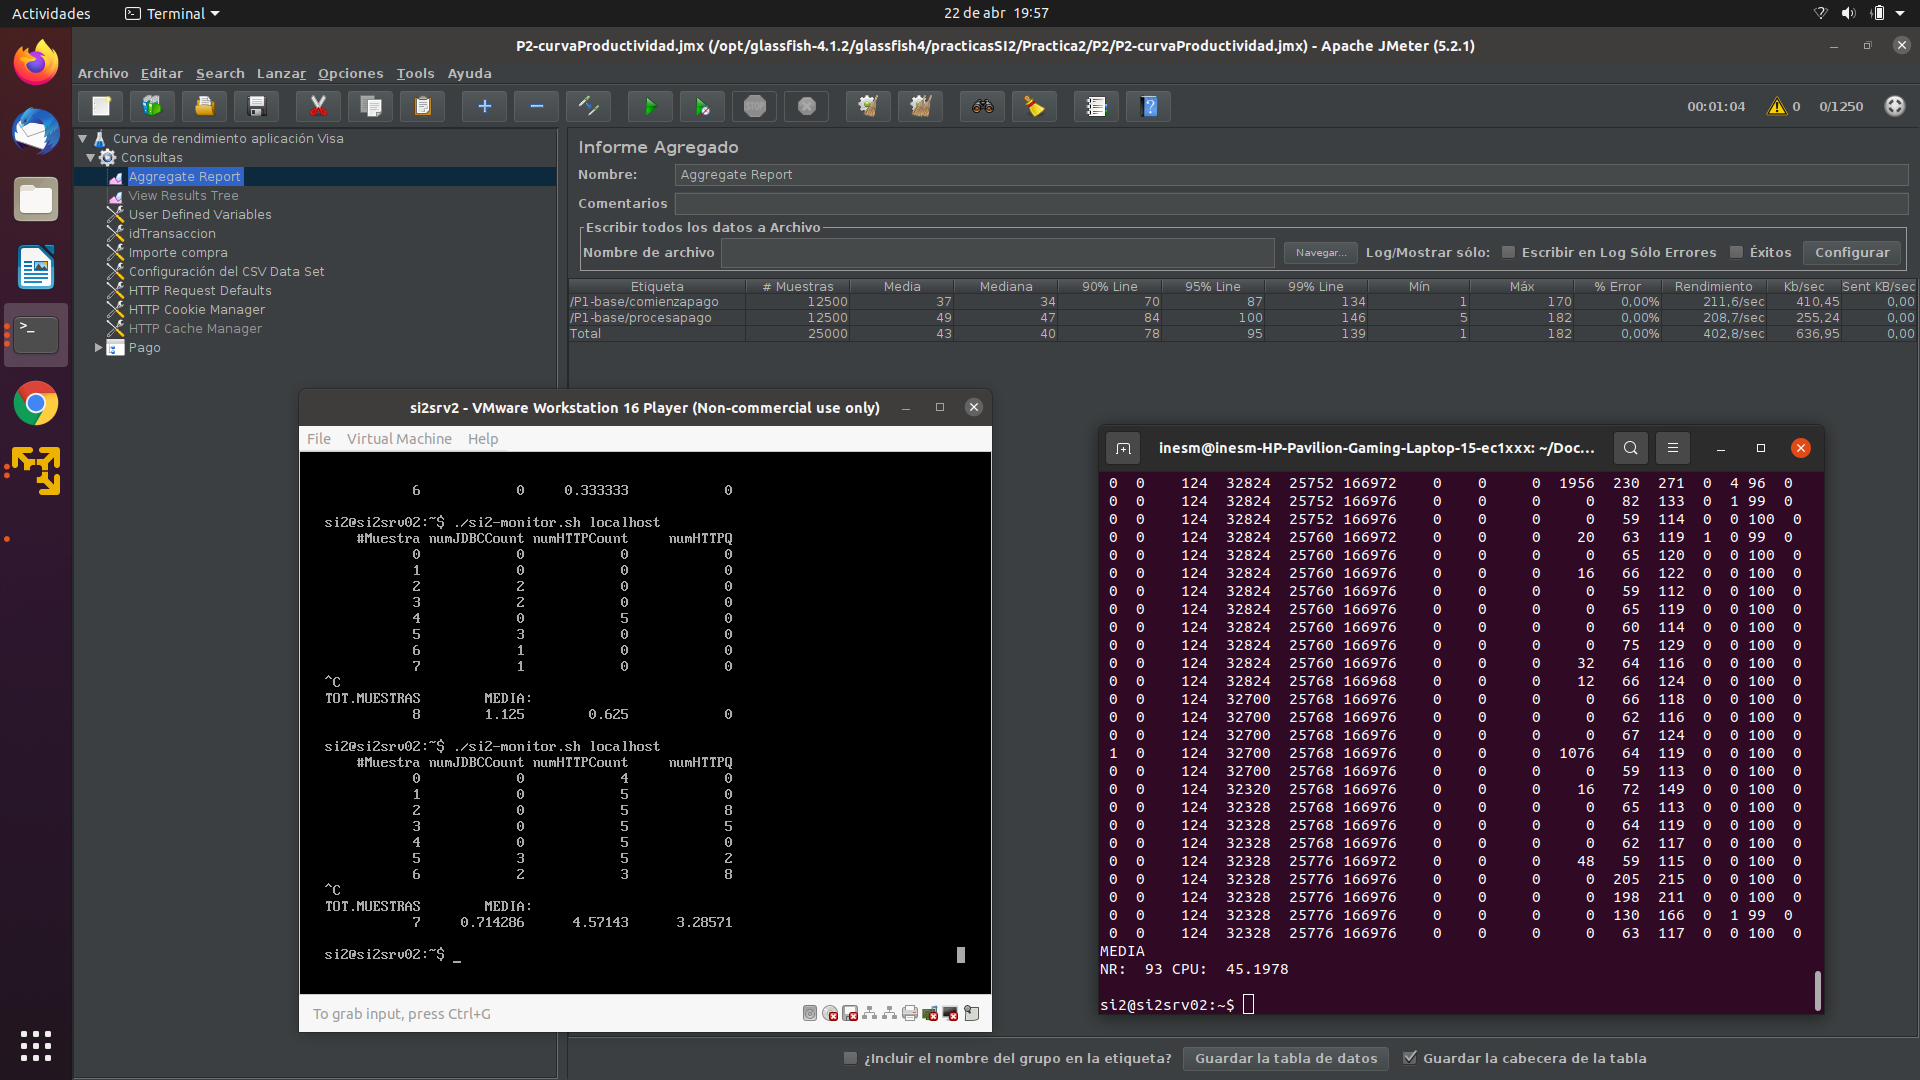 Actividades
Terminal
22 de abr 19:57
P2-curvaProductividad.jmx (/opt/glassfish-4.1.2/glassfish4/practicasSI2/Practica2/P2/P2-curvaProductividad.jmx) - Apache JMeter (5.2.1)
Archivo Editar Search Lanzar Opciones Tools Ayuda
00:01:04 0 0/1250
Curva de rendimiento aplicación Visa
Consultas
Aggregate Report
View Results Tree
User Defined Variables
idTransaccion
Importe compra
Configuración del CSV Data Set
HTTP Request Defaults
HTTP Cookie Manager
HTTP Cache Manager
Pago
Informe Agregado
Nombre: Aggregate Report
Comentarios
Escribir todos los datos a Archivo
Nombre de archivo Navegar... Log/Mostrar sólo: Escribir en Log Sólo Errores Éxitos Configurar
Etiqueta # Muestras Media Mediana 90% Line 95% Line 99% Line Mín Máx % Error Rendimiento Kb/sec Sent KB/sec
/P1-base/comienzapago 12500 37 34 70 87 134 1 170 0,00% 211,6/sec 410,45 0,00
/P1-base/procesapago 12500 49 47 84 100 146 5 182 0,00% 208,7/sec 255,24 0,00
Total 25000 43 40 78 95 139 1 182 0,00% 402,8/sec 636,95 0,00
si2srv2 - VMware Workstation 16 Player (Non-commercial use only)
File Virtual Machine Help
6 0 0.333333 0
si2@si2srv02:~$ ./si2-monitor.sh localhost
#Muestra numJDBCCount numHTTPCount numHTTPQ
0 0 0 0
1 0 0 0
2 2 0 0
3 2 0 0
4 0 5 0
5 3 0 0
6 1 0 0
7 1 0 0
^C
TOT.MUESTRAS MEDIA:
8 1.125 0.625 0
si2@si2srv02:~$ ./si2-monitor.sh localhost
#Muestra numJDBCCount numHTTPCount numHTTPQ
0 0 4 0
1 0 5 0
2 0 5 8
3 0 5 5
4 0 5 0
5 3 5 2
6 2 3 8
^C
TOT.MUESTRAS MEDIA:
7 0.714286 4.57143 3.28571
si2@si2srv02:~$ _
To grab input, press Ctrl+G
inesm@inesm-HP-Pavilion-Gaming-Laptop-15-ec1xxx: ~/Doc...
0 0 124 32824 25752 166972 0 0 0 1956 230 271 0 4 96 0
0 0 124 32824 25752 166976 0 0 0 0 82 133 0 1 99 0
0 0 124 32824 25752 166976 0 0 0 0 59 114 0 0 100 0
0 0 124 32824 25760 166972 0 0 0 20 63 119 1 0 99 0
0 0 124 32824 25760 166976 0 0 0 0 65 120 0 0 100 0
0 0 124 32824 25760 166976 0 0 0 16 66 122 0 0 100 0
0 0 124 32824 25760 166976 0 0 0 0 59 112 0 0 100 0
0 0 124 32824 25760 166976 0 0 0 0 65 119 0 0 100 0
0 0 124 32824 25760 166976 0 0 0 0 60 114 0 0 100 0
0 0 124 32824 25760 166976 0 0 0 0 75 129 0 0 100 0
0 0 124 32824 25760 166976 0 0 0 32 64 116 0 0 100 0
0 0 124 32824 25768 166968 0 0 0 12 66 124 0 0 100 0
0 0 124 32700 25768 166976 0 0 0 0 66 118 0 0 100 0
0 0 124 32700 25768 166976 0 0 0 0 62 116 0 0 100 0
0 0 124 32700 25768 166976 0 0 0 0 67 124 0 0 100 0
1 0 124 32700 25768 166976 0 0 0 1076 64 119 0 0 100 0
0 0 124 32700 25768 166976 0 0 0 0 59 113 0 0 100 0
0 0 124 32320 25768 166976 0 0 0 16 72 149 0 0 100 0
0 0 124 32328 25768 166976 0 0 0 0 65 113 0 0 100 0
0 0 124 32328 25768 166976 0 0 0 0 64 119 0 0 100 0
0 0 124 32328 25768 166976 0 0 0 0 62 117 0 0 100 0
0 0 124 32328 25776 166972 0 0 0 48 59 115 0 0 100 0
0 0 124 32328 25776 166976 0 0 0 0 205 215 0 0 100 0
0 0 124 32328 25776 166976 0 0 0 0 198 211 0 0 100 0
0 0 124 32328 25776 166976 0 0 0 0 130 166 0 1 99 0
0 0 124 32328 25776 166976 0 0 0 0 63 117 0 0 100 0
MEDIA
NR: 93 CPU: 45.1978
si2@si2srv02:~$
¿Incluir el nombre del grupo en la etiqueta? Guardar la tabla de datos Guardar la cabecera de la tabla